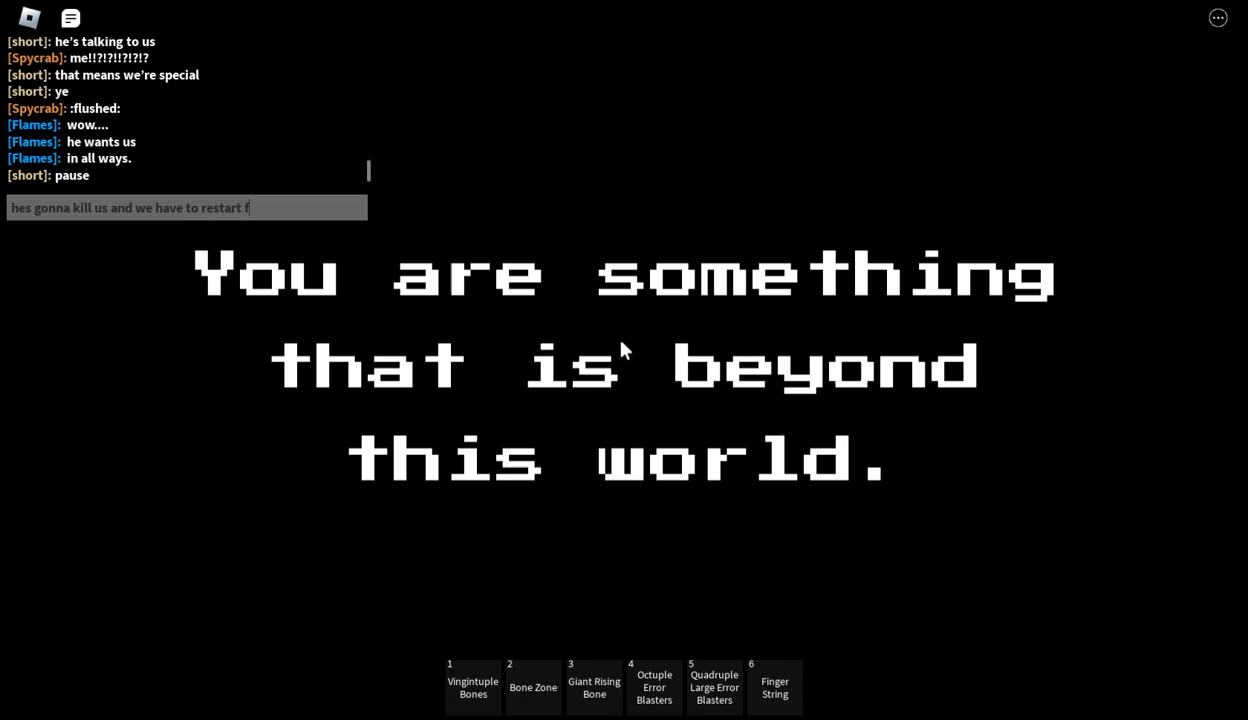 [short]: he's talking to us
[Spycrab]: me!!?!?!!?!?!?
[short]: that means we're special
[short]: ye
[Spycrab]: :flushed:
[Flames]: wow....
[Flames]: he wants us
[Flames]: in all ways.
[short]: pause
hes gonna kill us and we have to restart f
You are something
that is beyond
this world.
1 2 3 4 5 6
Vingintuple Bones
Bone Zone
Giant Rising Bone
Octuple Error Blasters
Quadruple Large Error Blasters
Finger String